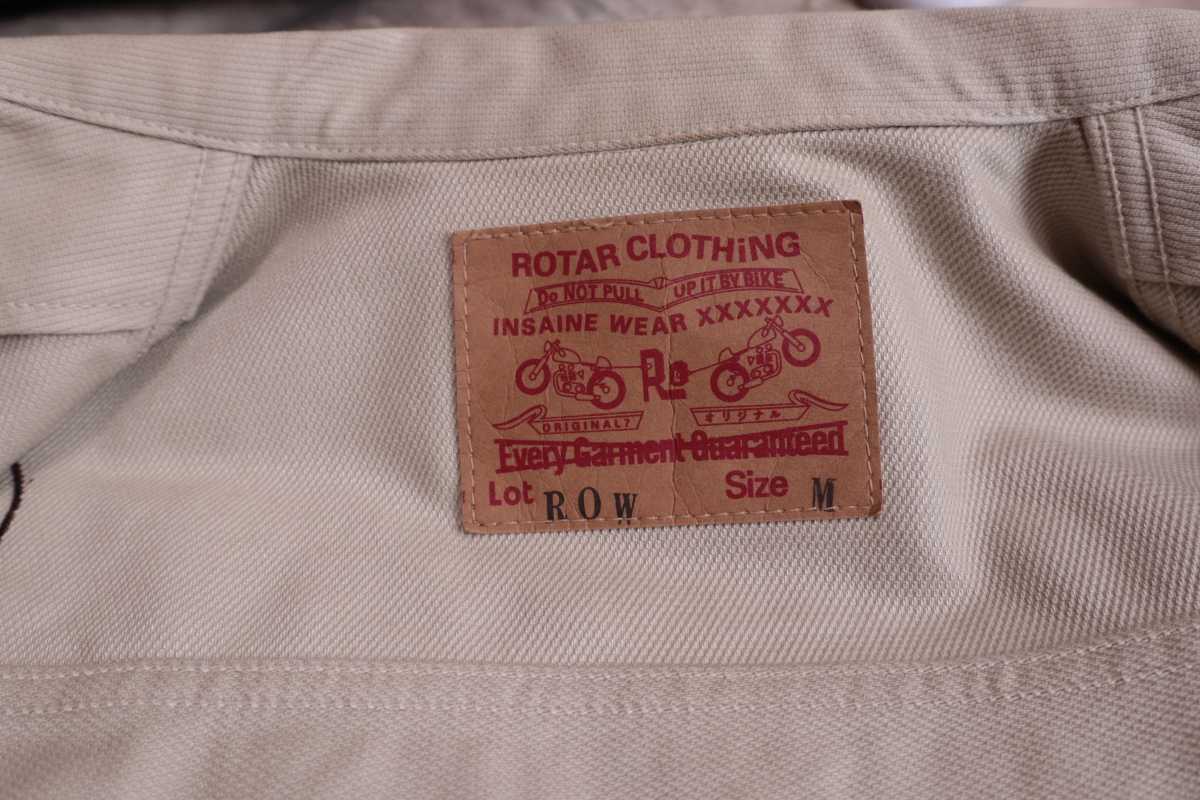 ROTAR CLOTHiNG
Do NOT PULL UP IT BY BIKE
INSAINE WEAR XXXXXXX
Ro
ORIGINAL? オリジナル
Every Garment Guaranteed
Lot ROW Size M